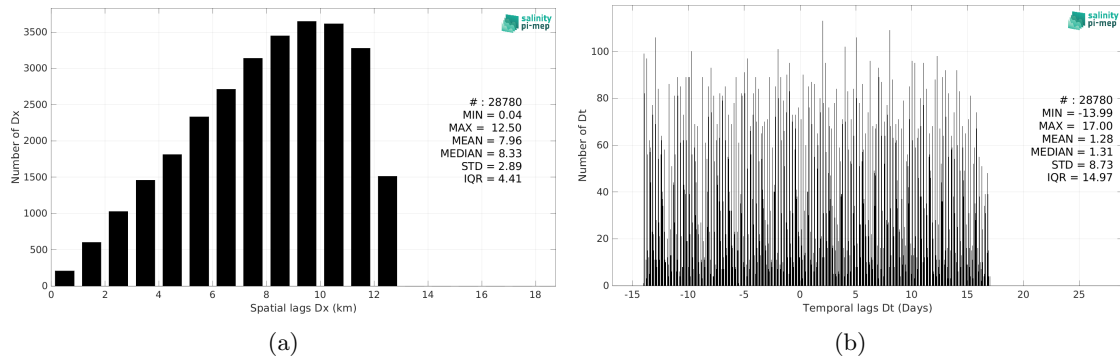 salinity
pi-mep
3500
3000
2500
2000
1500
1000
500
0
Number of Dx
# : 28780
MIN = 0.04
MAX = 12.50
MEAN = 7.96
MEDIAN = 8.33
STD = 2.89
IQR = 4.41
0 2 4 6 8 10 12 14 16 18
Spatial lags Dx (km)
(a)
salinity
pi-mep
100
80
60
40
20
0
Number of Dt
# : 28780
MIN = -13.99
MAX = 17.00
MEAN = 1.28
MEDIAN = 1.31
STD = 8.73
IQR = 14.97
-15 -10 -5 0 5 10 15 20 25
Temporal lags Dt (Days)
(b)